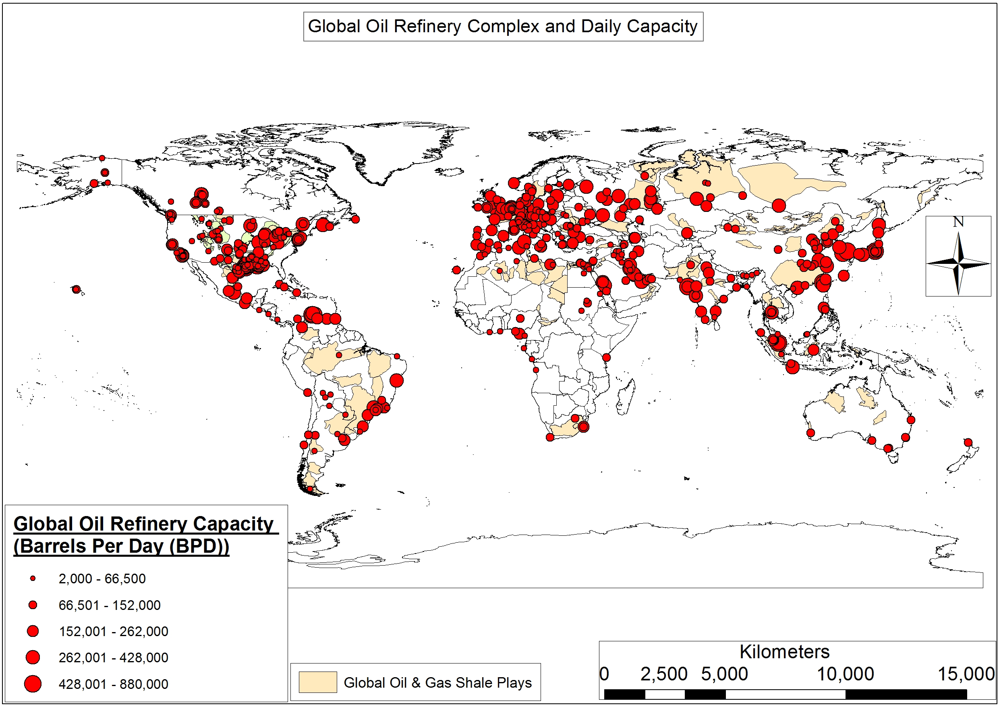 Global Oil Refinery Complex and Daily Capacity
N
Global Oil Refinery Capacity
(Barrels Per Day (BPD))
2,000 - 66,500
66,501 - 152,000
152,001 - 262,000
262,001 - 428,000
428,001 - 880,000
Global Oil & Gas Shale Plays
Kilometers
0 2,500 5,000 10,000 15,000